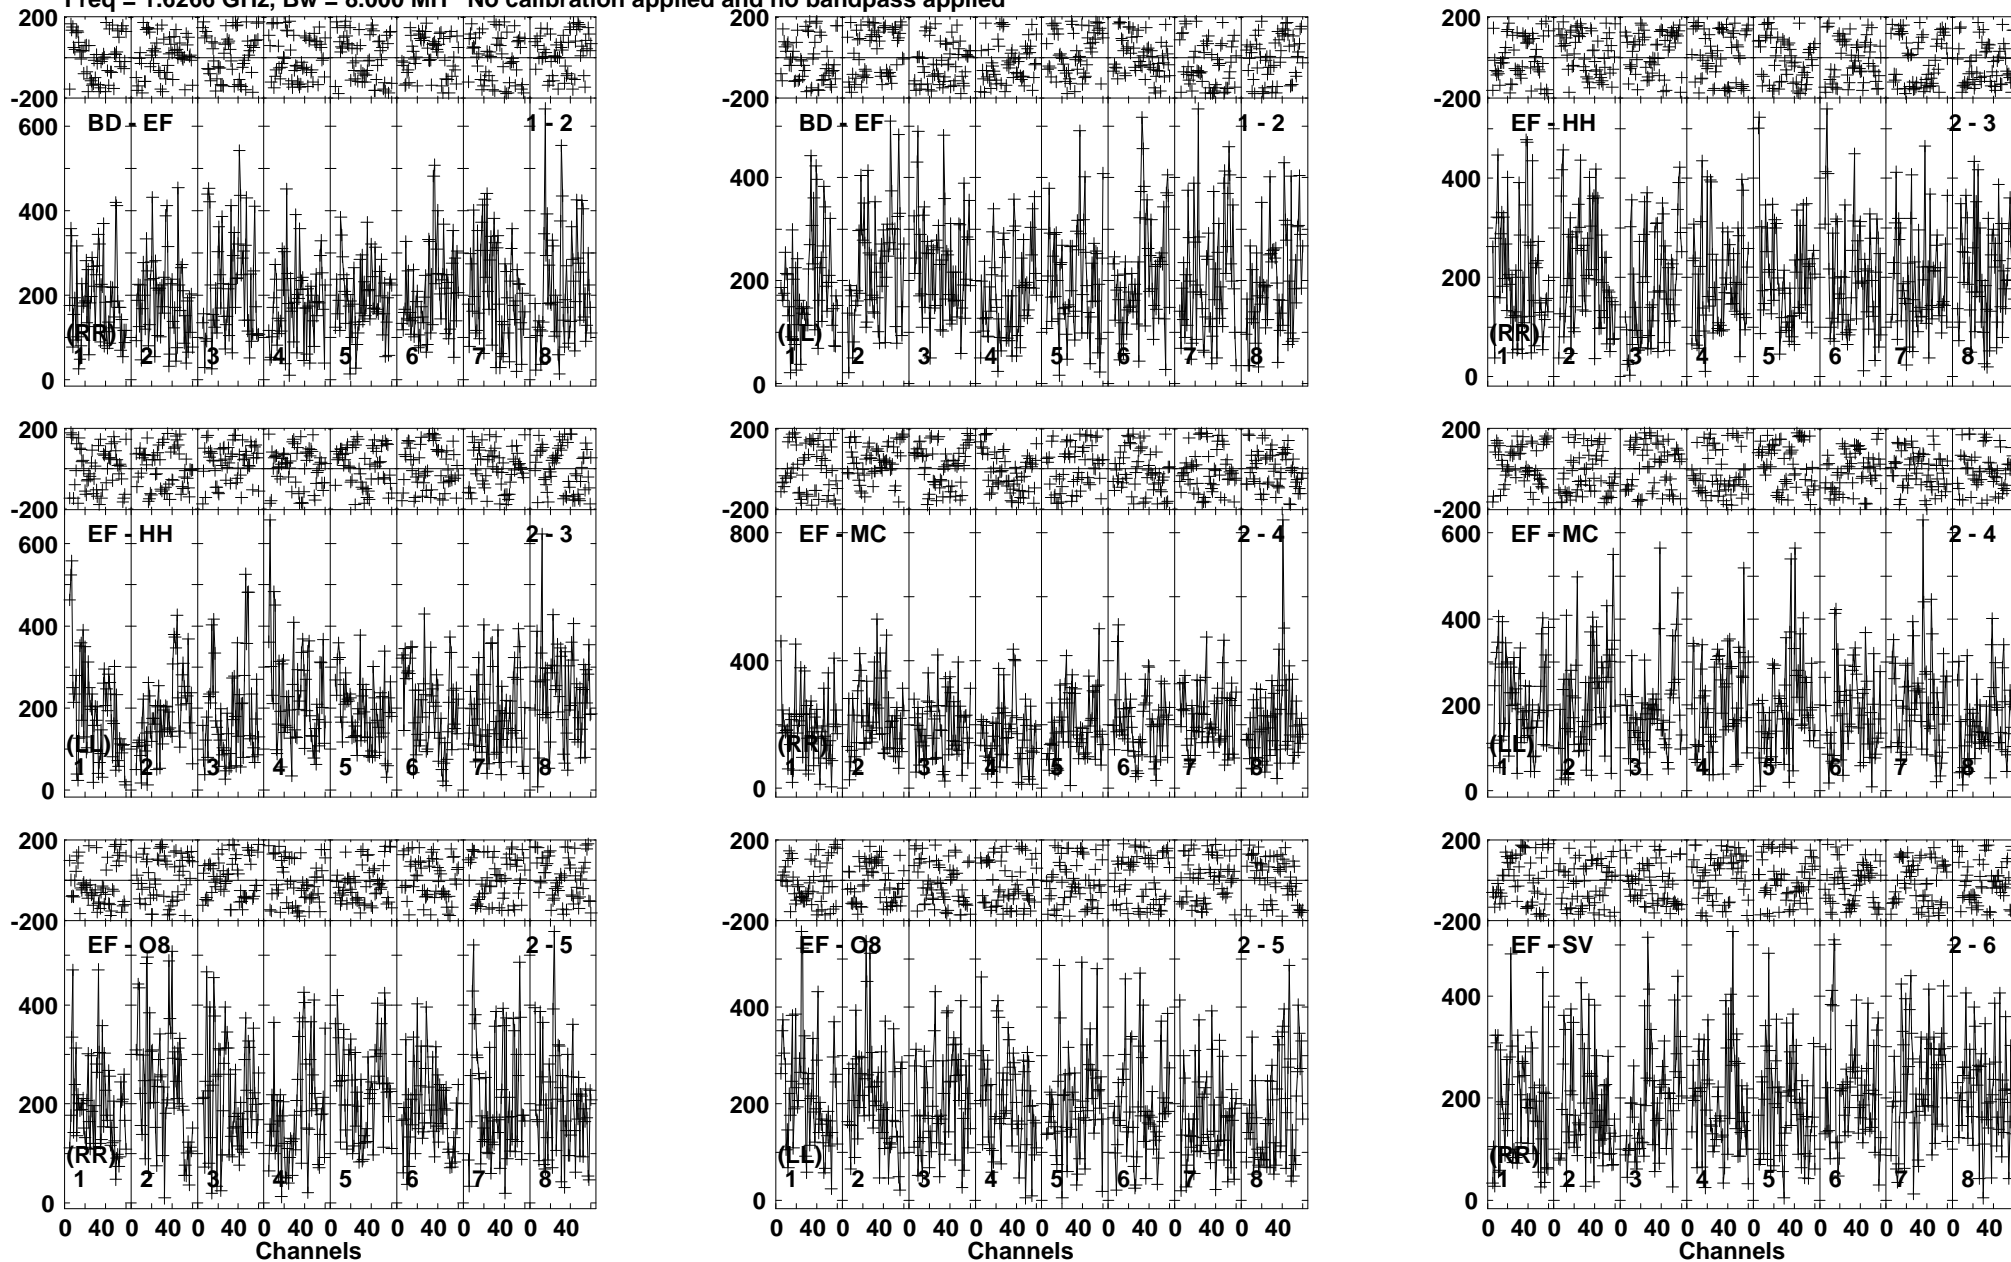 Freq = 1.6266 GHz, Bw = 8.000 MH No calibration applied and no bandpass applied
200 200 200
-200 -200 -200
BD - EF 1 - 2 BD - EF 1 - 2 EF - HH 2 - 3
600
400 400 400
200 200 200
(RR) (LL) (RR)
1 2 3 4 5 6 7 8 1 2 3 4 5 6 7 8 1 2 3 4 5 6 7 8
0 0 0
200 200 200
-200 -200 -200
EF - HH 2 - 3 EF - MC 2 - 4 EF - MC 2 - 4
600 800 600
400 400 400
200 200
(LL) (RR) (LL)
1 2 3 4 5 6 7 8 1 2 3 4 5 6 7 8 1 2 3 4 5 6 7 8
0 0 0
200 200 200
-200 -200 -200
EF - O8 2 - 5 EF - O8 2 - 5 EF - SV 2 - 6
400 400 400
200 200 200
(RR) (LL) (RR)
1 2 3 4 5 6 7 8 1 2 3 4 5 6 7 8 1 2 3 4 5 6 7 8
0 0 0
0 40 0 40 0 40 0 40 0 40 0 40 0 40 0 40 0 40 0 40 0 40 0 40 0 40 0 40 0 40 0 40 0 40 0 40 0 40 0 40 0 40 0 40 0 40 0 40
Channels Channels Channels